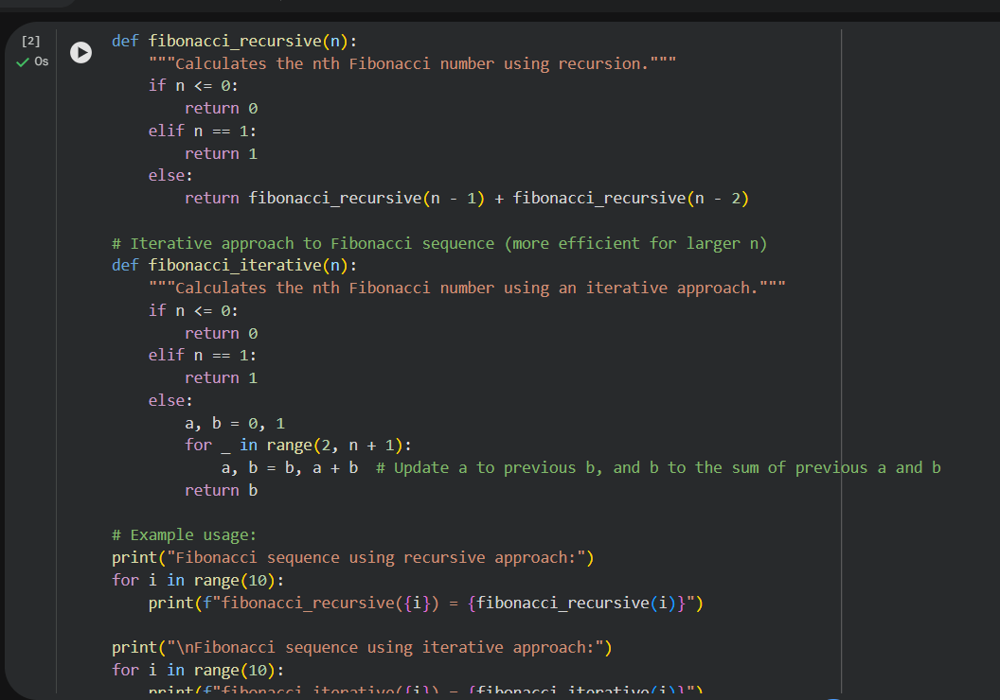 [2]
0s
def fibonacci_recursive(n):
    """Calculates the nth Fibonacci number using recursion."""
    if n <= 0:
        return 0
    elif n == 1:
        return 1
    else:
        return fibonacci_recursive(n - 1) + fibonacci_recursive(n - 2)

# Iterative approach to Fibonacci sequence (more efficient for larger n)
def fibonacci_iterative(n):
    """Calculates the nth Fibonacci number using an iterative approach."""
    if n <= 0:
        return 0
    elif n == 1:
        return 1
    else:
        a, b = 0, 1
        for _ in range(2, n + 1):
            a, b = b, a + b  # Update a to previous b, and b to the sum of previous a and b
        return b

# Example usage:
print("Fibonacci sequence using recursive approach:")
for i in range(10):
    print(f"fibonacci_recursive({i}) = {fibonacci_recursive(i)}")

print("\nFibonacci sequence using iterative approach:")
for i in range(10):
    print(f"fibonacci_iterative({i}) = {fibonacci_iterative(i)}")